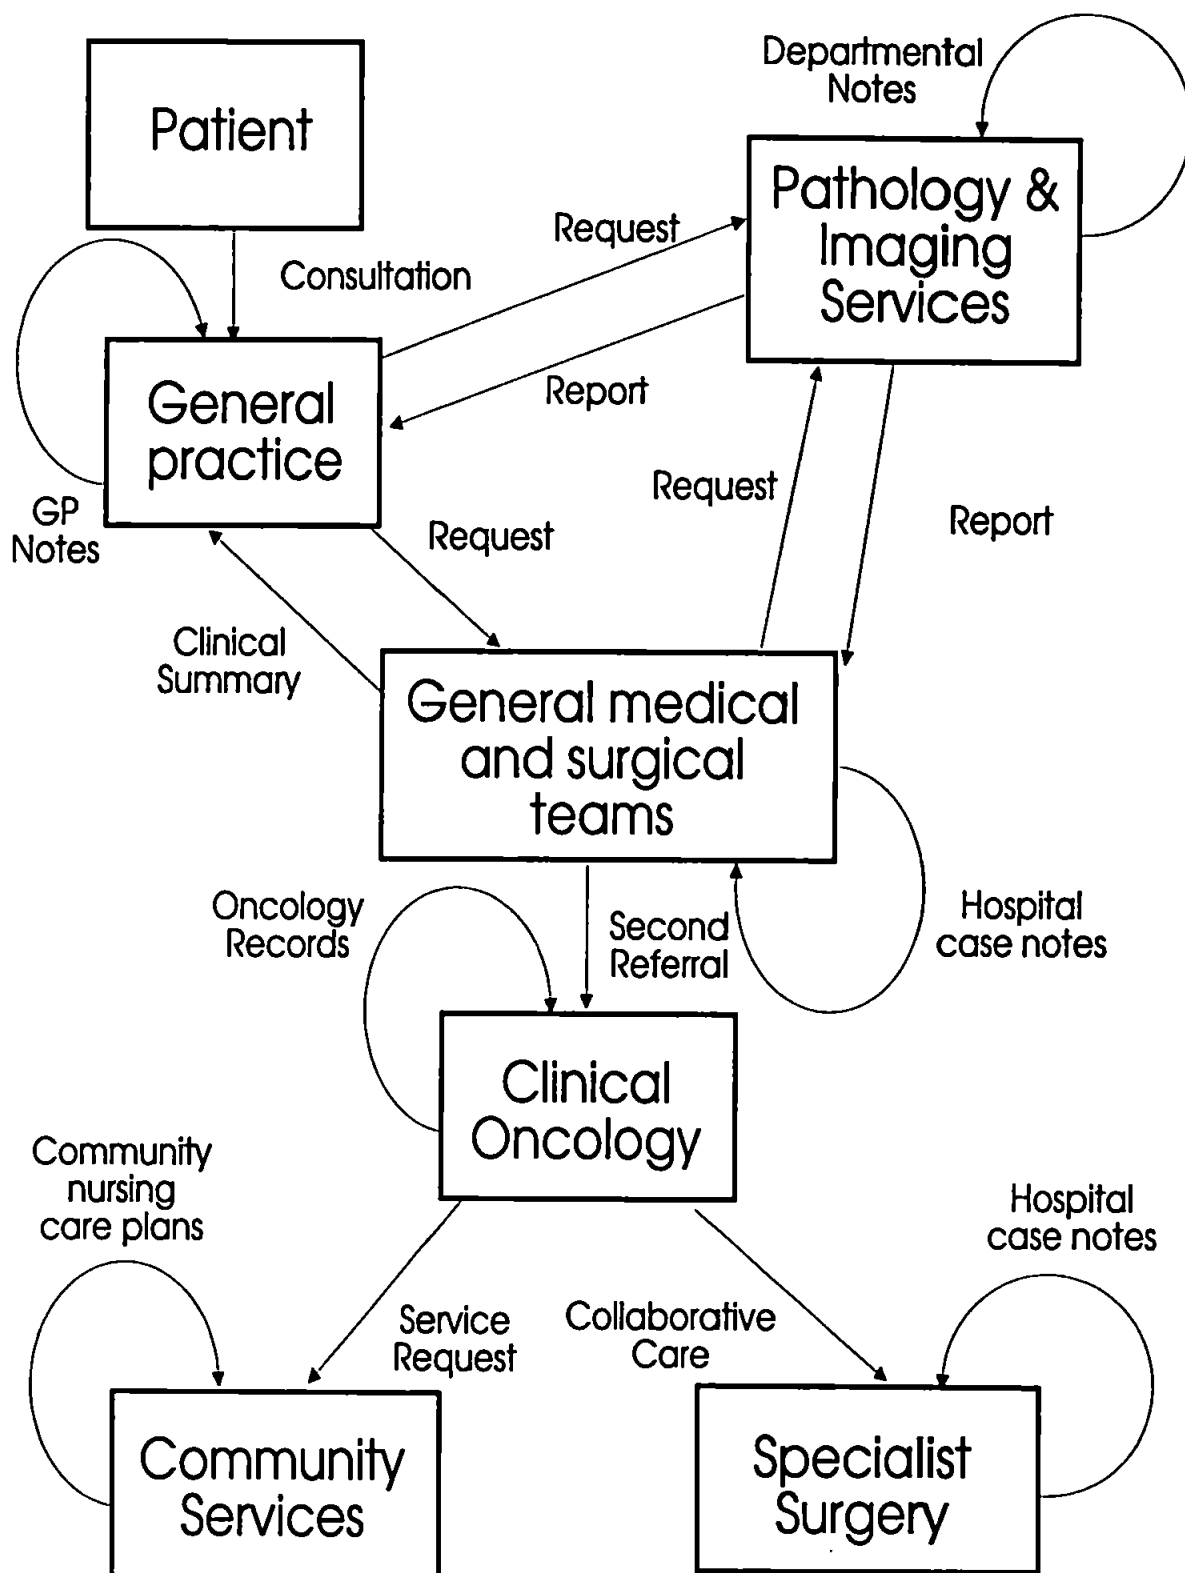 Patient
Departmental
Notes
Pathology &
Imaging
Services
Request
Consultation
Report
General
practice
GP
Notes
Request
Request
Report
Clinical
Summary
General medical
and surgical
teams
Oncology
Records
Second
Referral
Hospital
case notes
Clinical
Oncology
Community
nursing
care plans
Hospital
case notes
Service
Request
Collaborative
Care
Community
Services
Specialist
Surgery